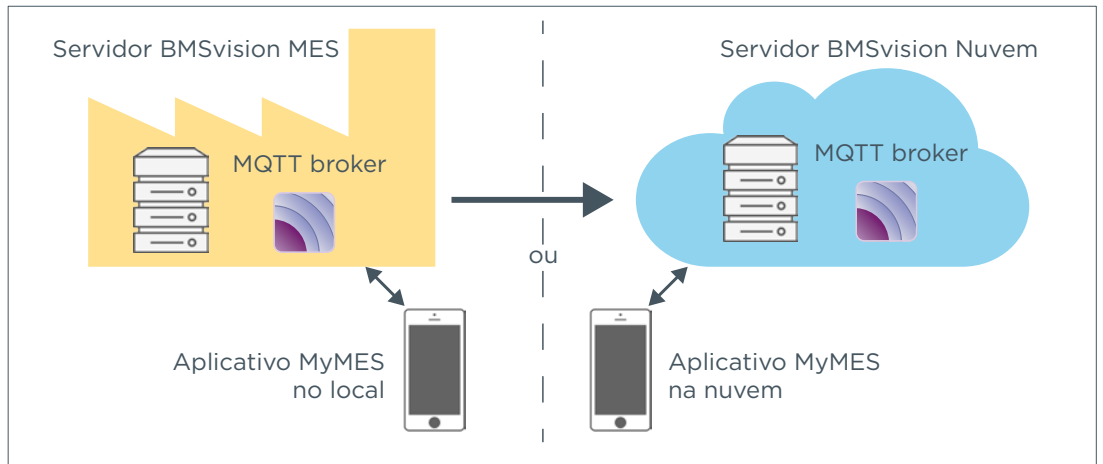 Servidor BMSvision MES
MQTT broker
Aplicativo MyMES
no local
ou
Servidor BMSvision Nuvem
MQTT broker
Aplicativo MyMES
na nuvem